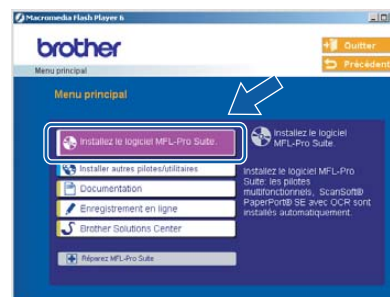 Macromedia Flash Player 6
brother
Quitter
Précédent
Menu principal
Menu principal
Installez le logiciel MFL-Pro Suite.
Installer autres pilotes/utilitaires
Documentation
Enregistrement en ligne
Brother Solutions Center
Réparez MFL-Pro Suite
Installez le logiciel
MFL-Pro Suite.
Installez le logiciel MFL-Pro
Suite: les pilotes
multifonctionnels, ScanSoft®
PaperPort® SE avec OCR sont
installés automatiquement.